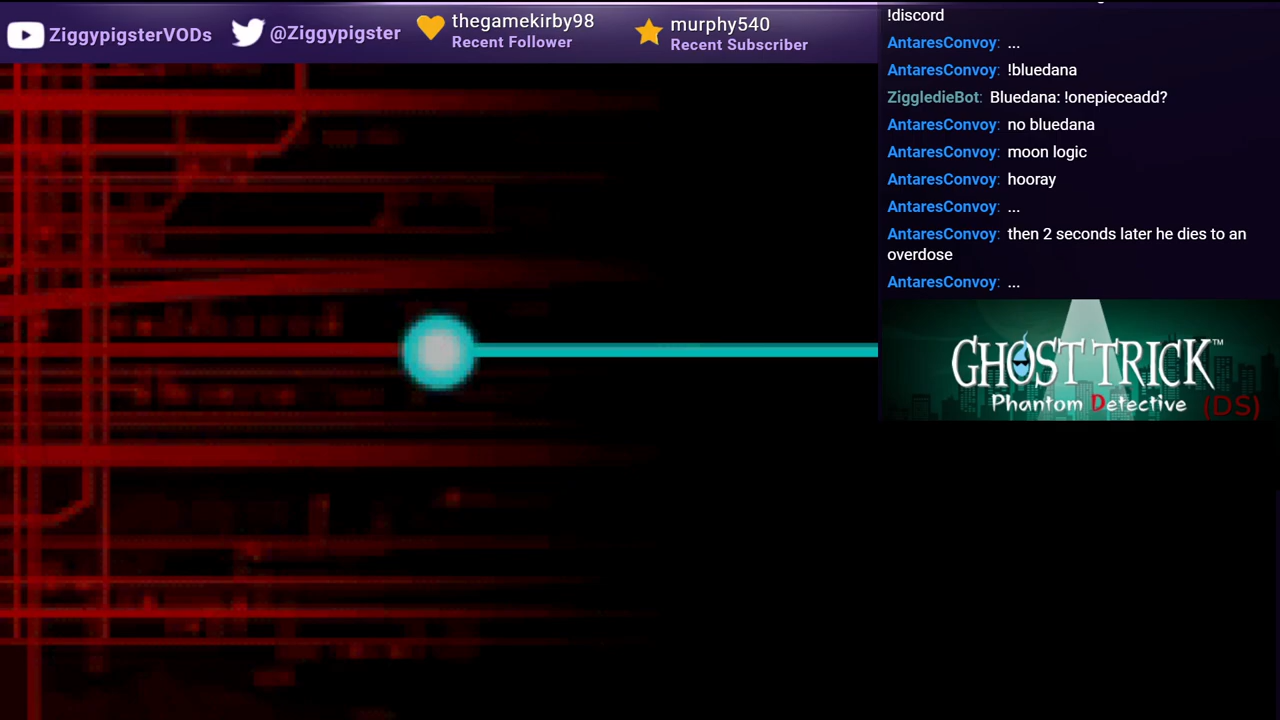 ZiggypigsterVODs
@Ziggypigster
thegamekirby98
Recent Follower
murphy540
Recent Subscriber
!discord
AntaresConvoy: ...
AntaresConvoy: !bluedana
ZiggledieBot: Bluedana: !onepieceadd?
AntaresConvoy: no bluedana
AntaresConvoy: moon logic
AntaresConvoy: hooray
AntaresConvoy: ...
AntaresConvoy: then 2 seconds later he dies to an
overdose
AntaresConvoy: ...
GHOST TRICK™
Phantom Detective (DS)